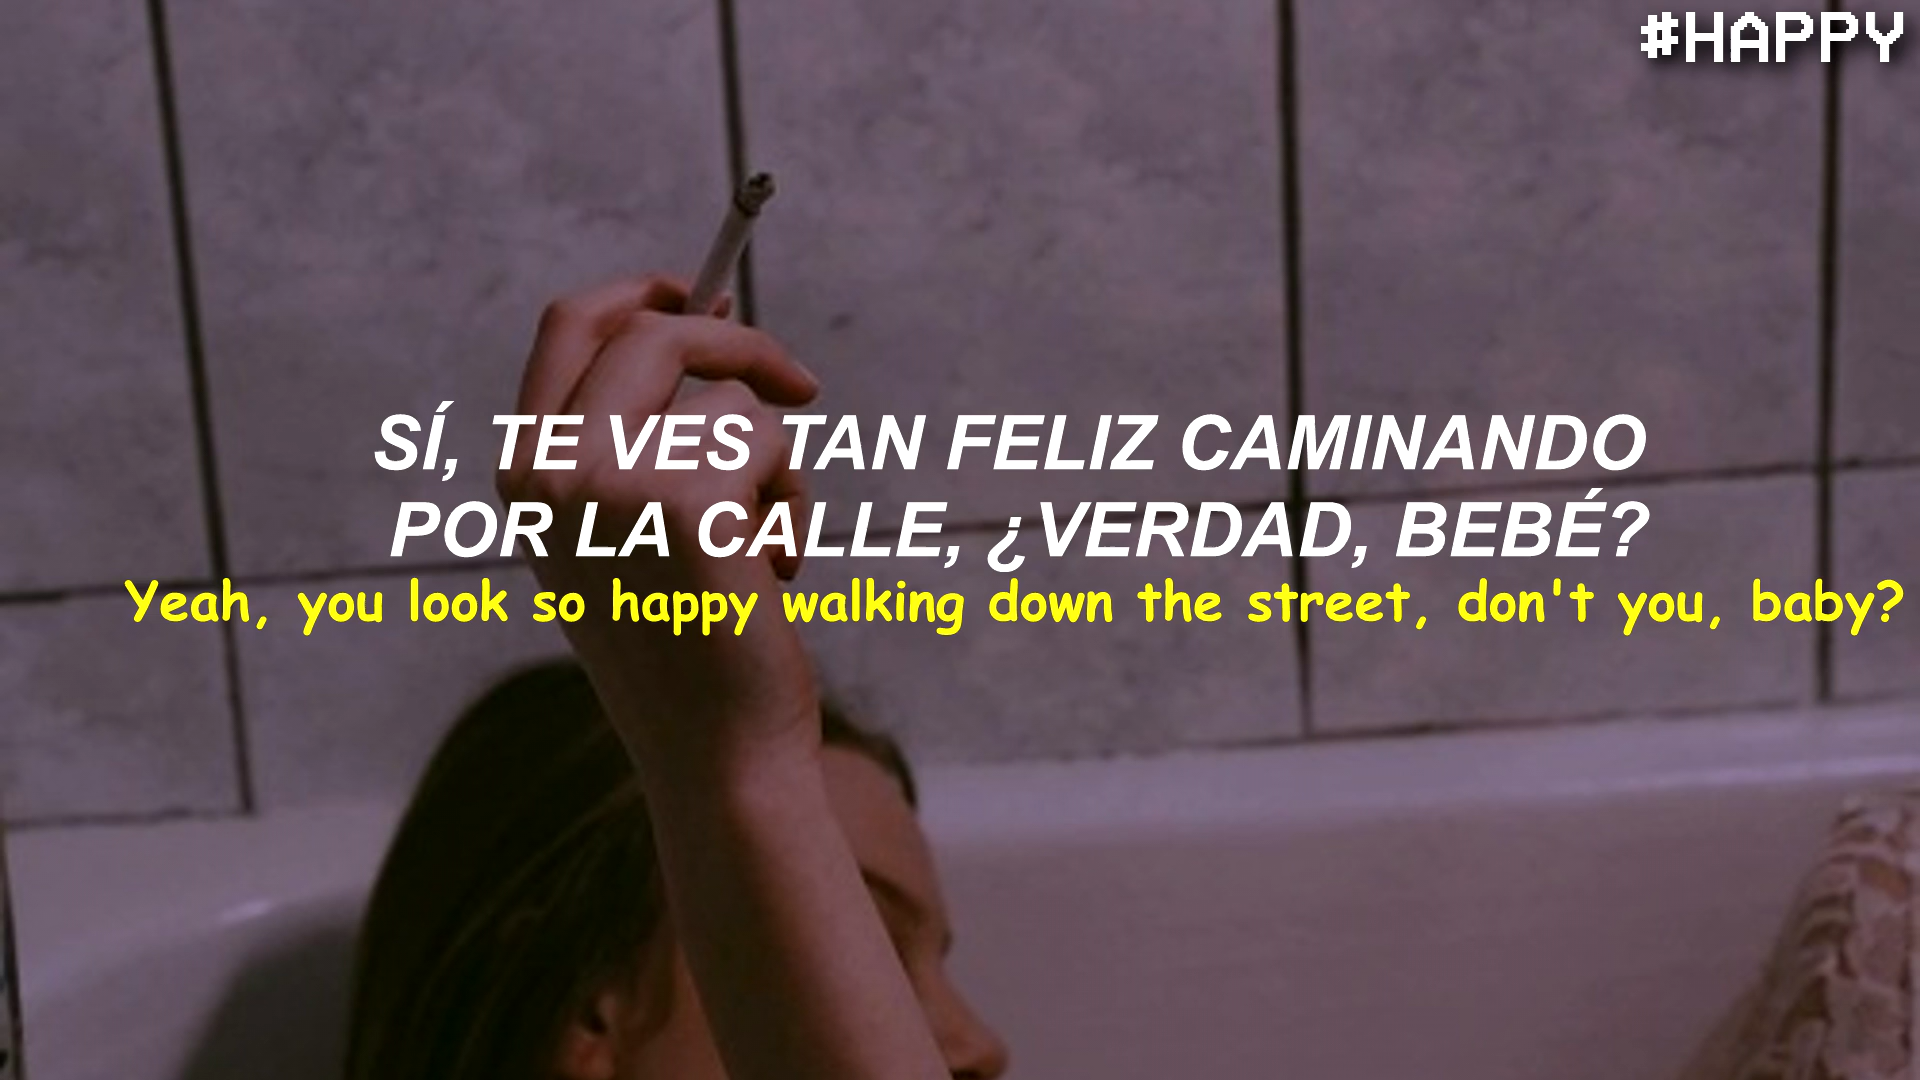 #HAPPY
SÍ, TE VES TAN FELIZ CAMINANDO
POR LA CALLE, ¿VERDAD, BEBÉ?
Yeah, you look so happy walking down the street, don't you, baby?